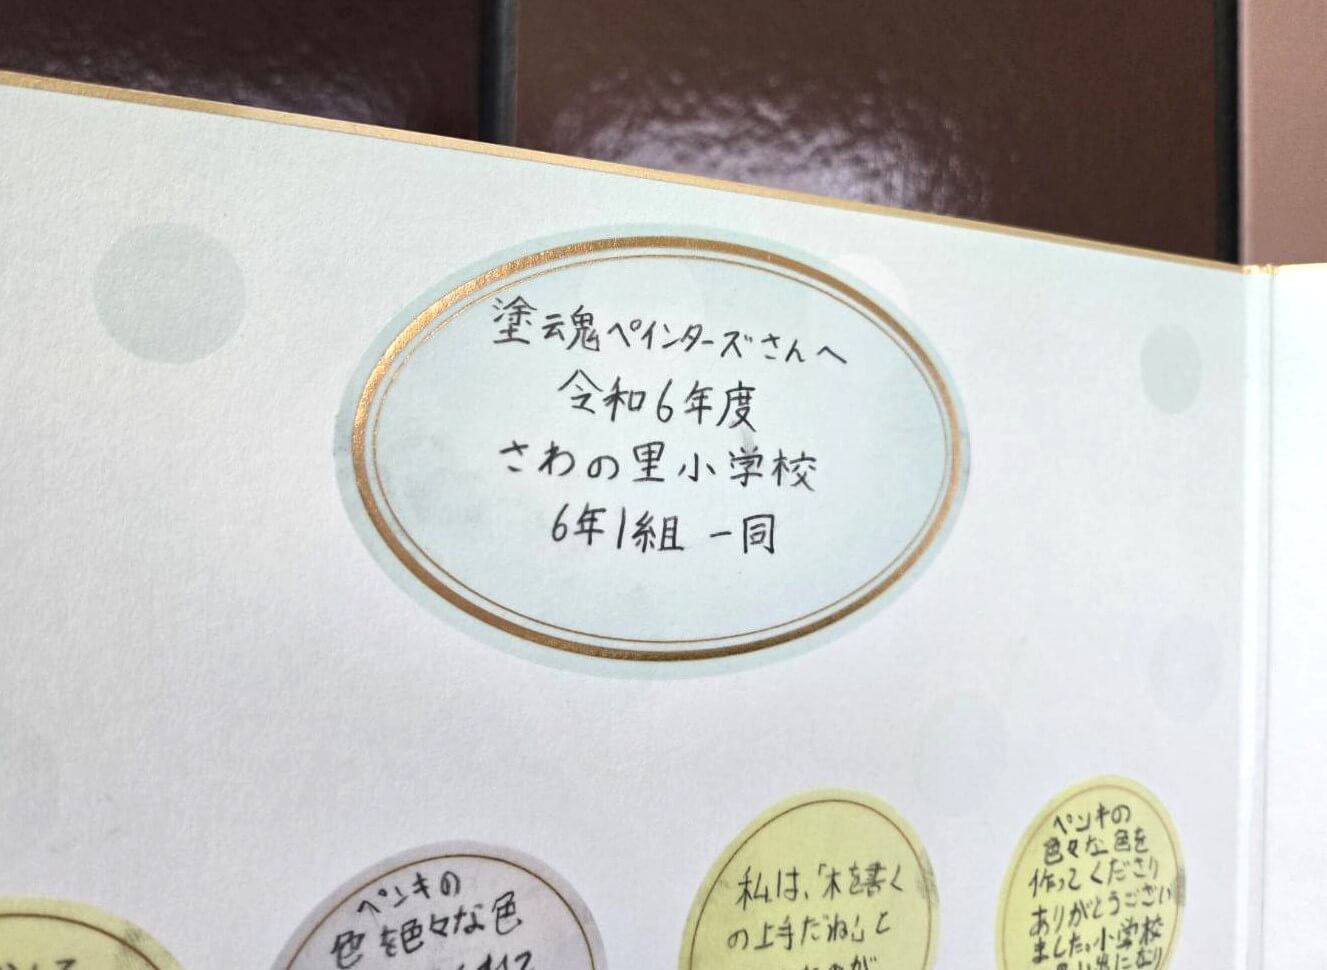 塗魂ペインターズさんへ
令和6年度
さわの里小学校
6年1組 一同
ペンキの
色を色々な色
私は、「木を書く
の上手だね!」と
ペンキの
色々な色を
作ってくださり
ありがとうござい
ました。小学校